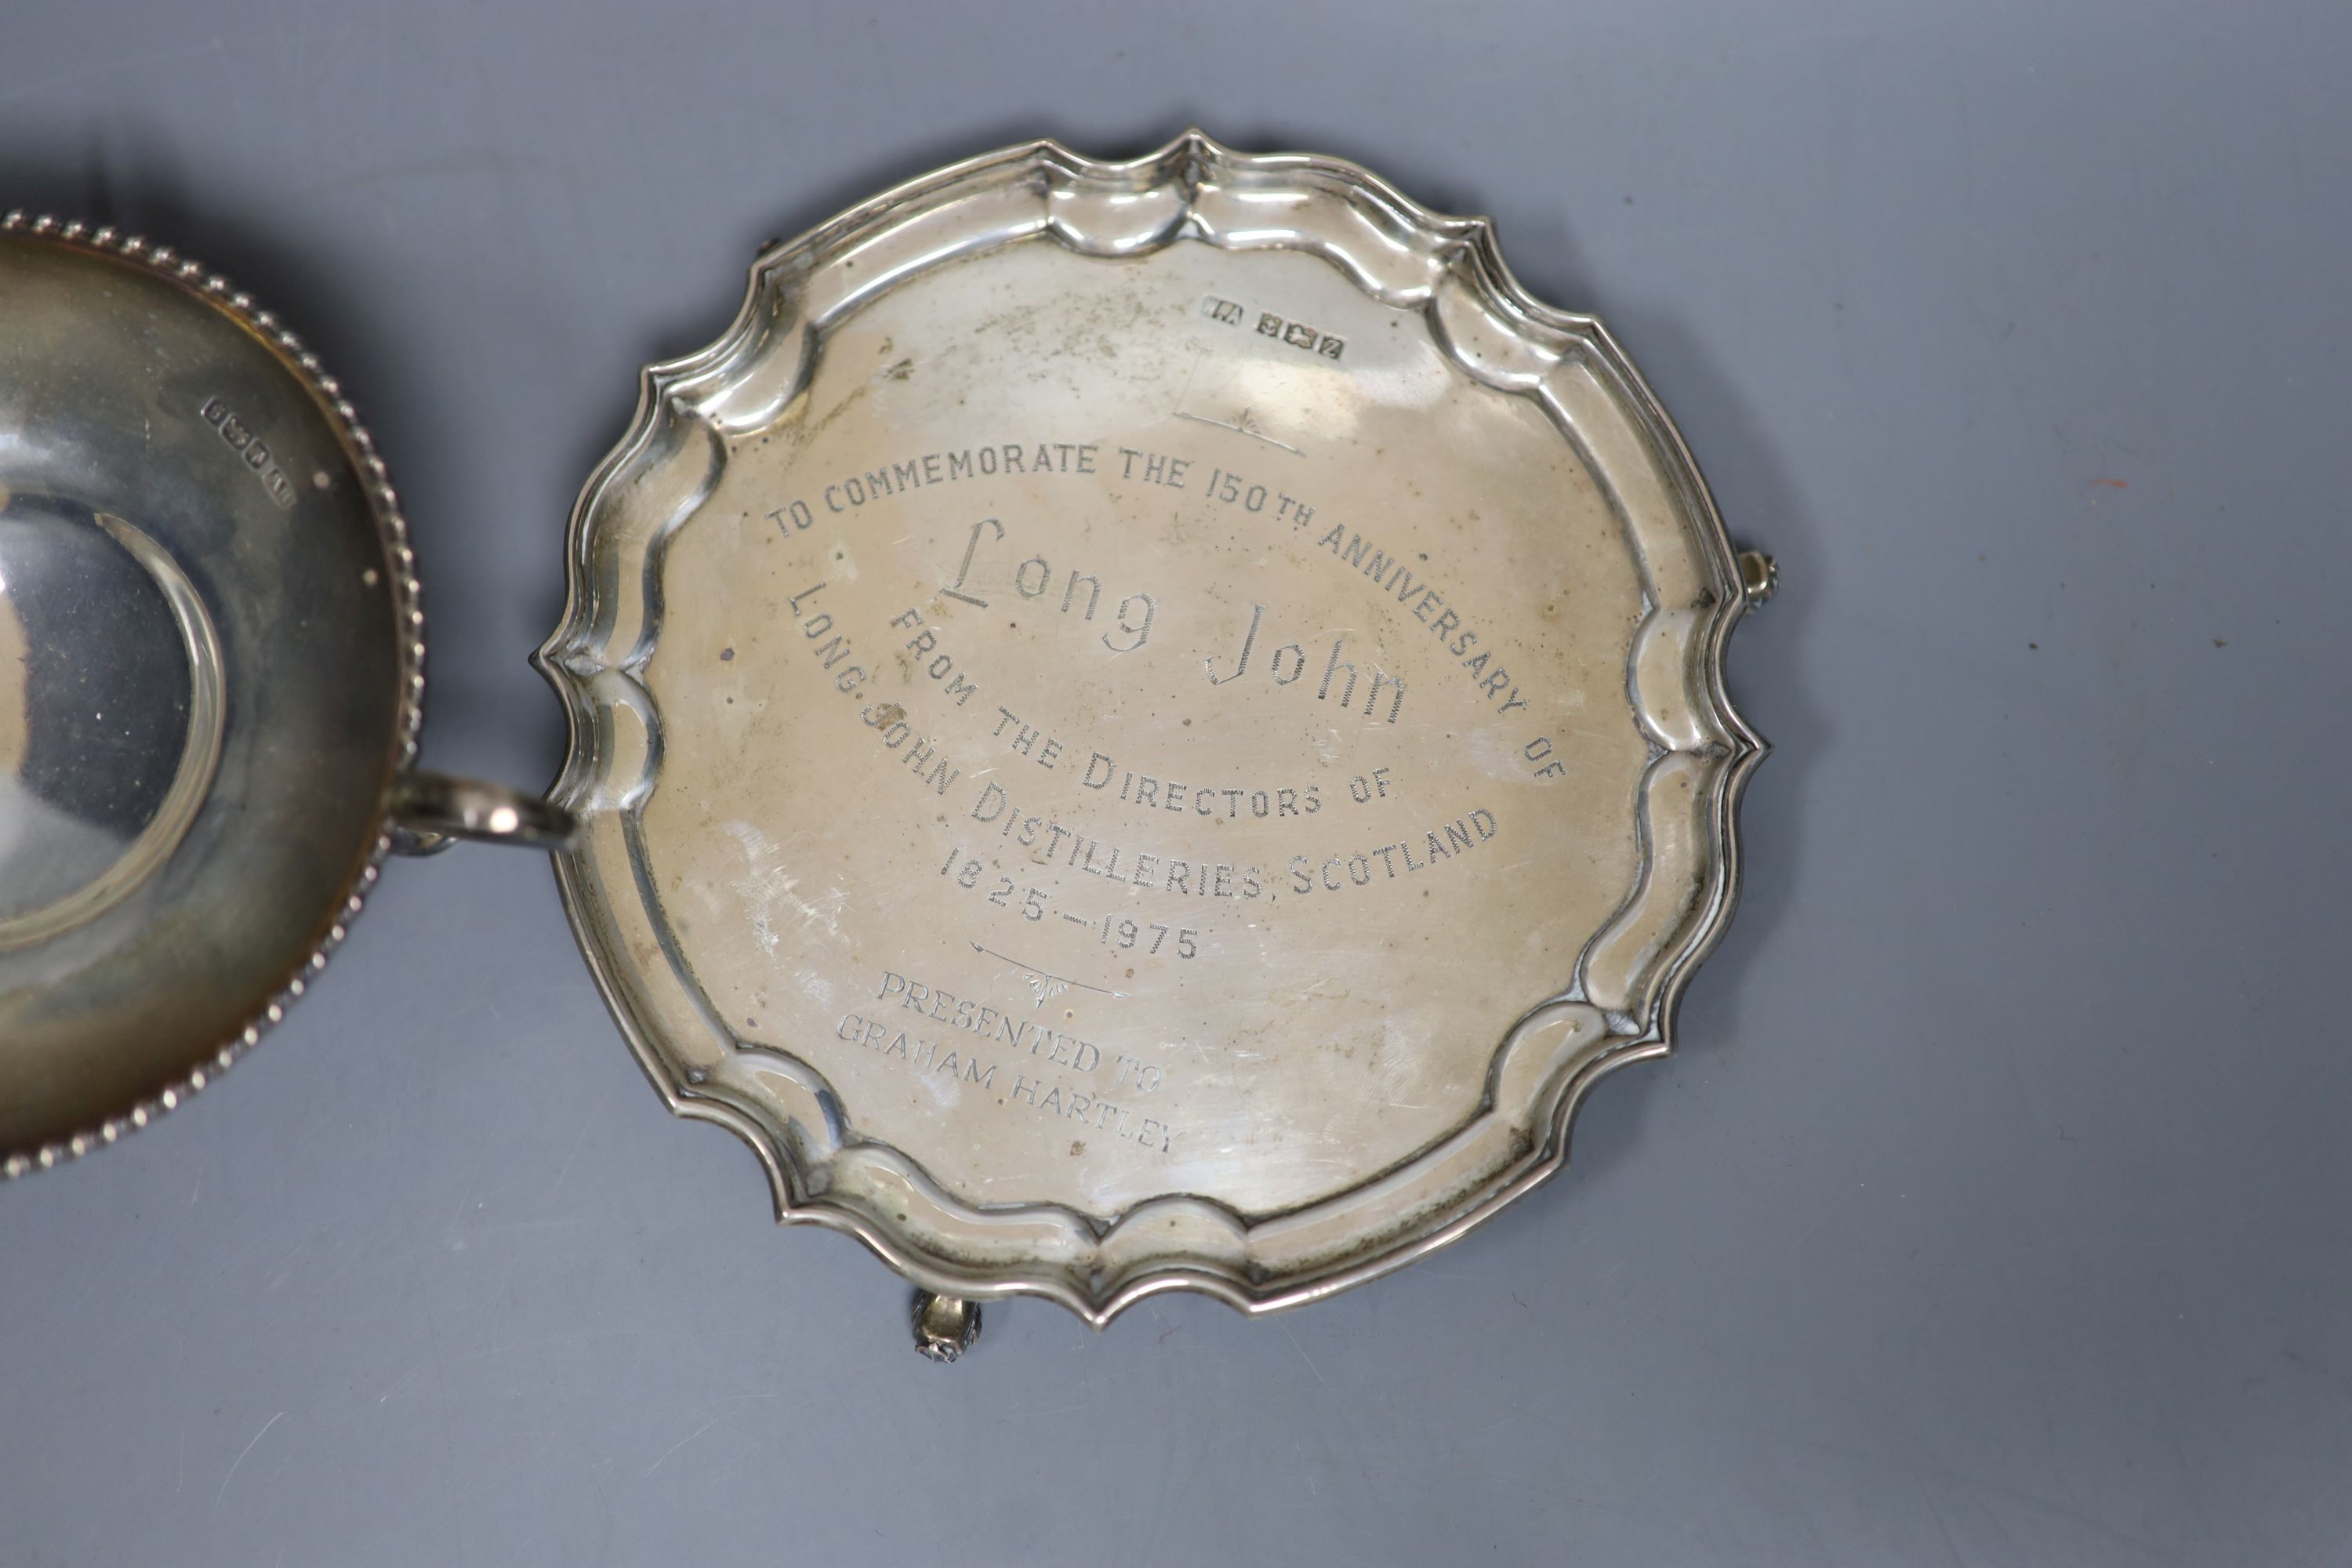 TO COMMEMORATE THE 150TH ANNIVERSARY OF
Long John
FROM THE DIRECTORS OF
LONG JOHN DISTILLERIES, SCOTLAND
1825-1975
PRESENTED TO
GRAHAM HARTLEY